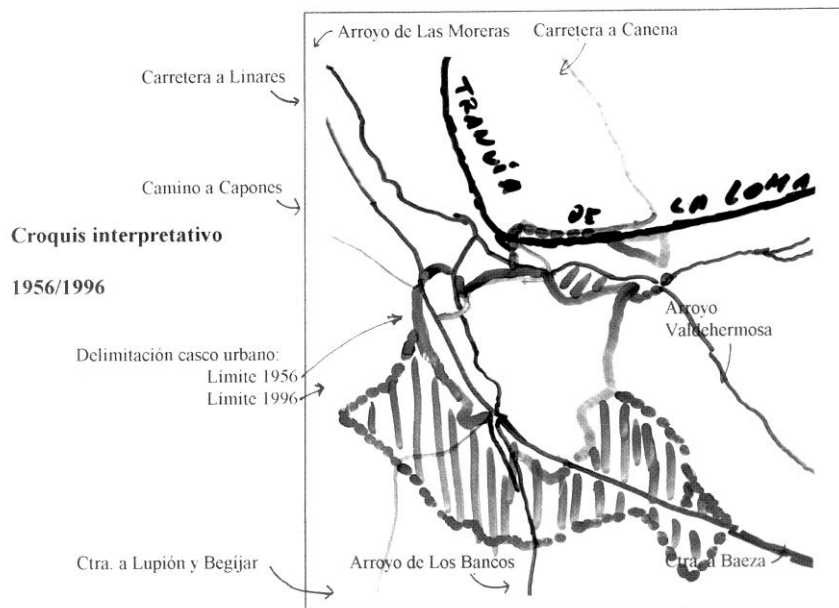 Arroyo de Las Moreras
Carretera a Canena
Carretera a Linares
TRANVÍA DE LA LOMA
Camino a Capones
Croquis interpretativo
1956/1996
Arroyo
Valdehermosa
Delimitación casco urbano:
Límite 1956
Límite 1996
Ctra. a Lupión y Begíjar
Arroyo de Los Bancos
Ctra. a Baeza